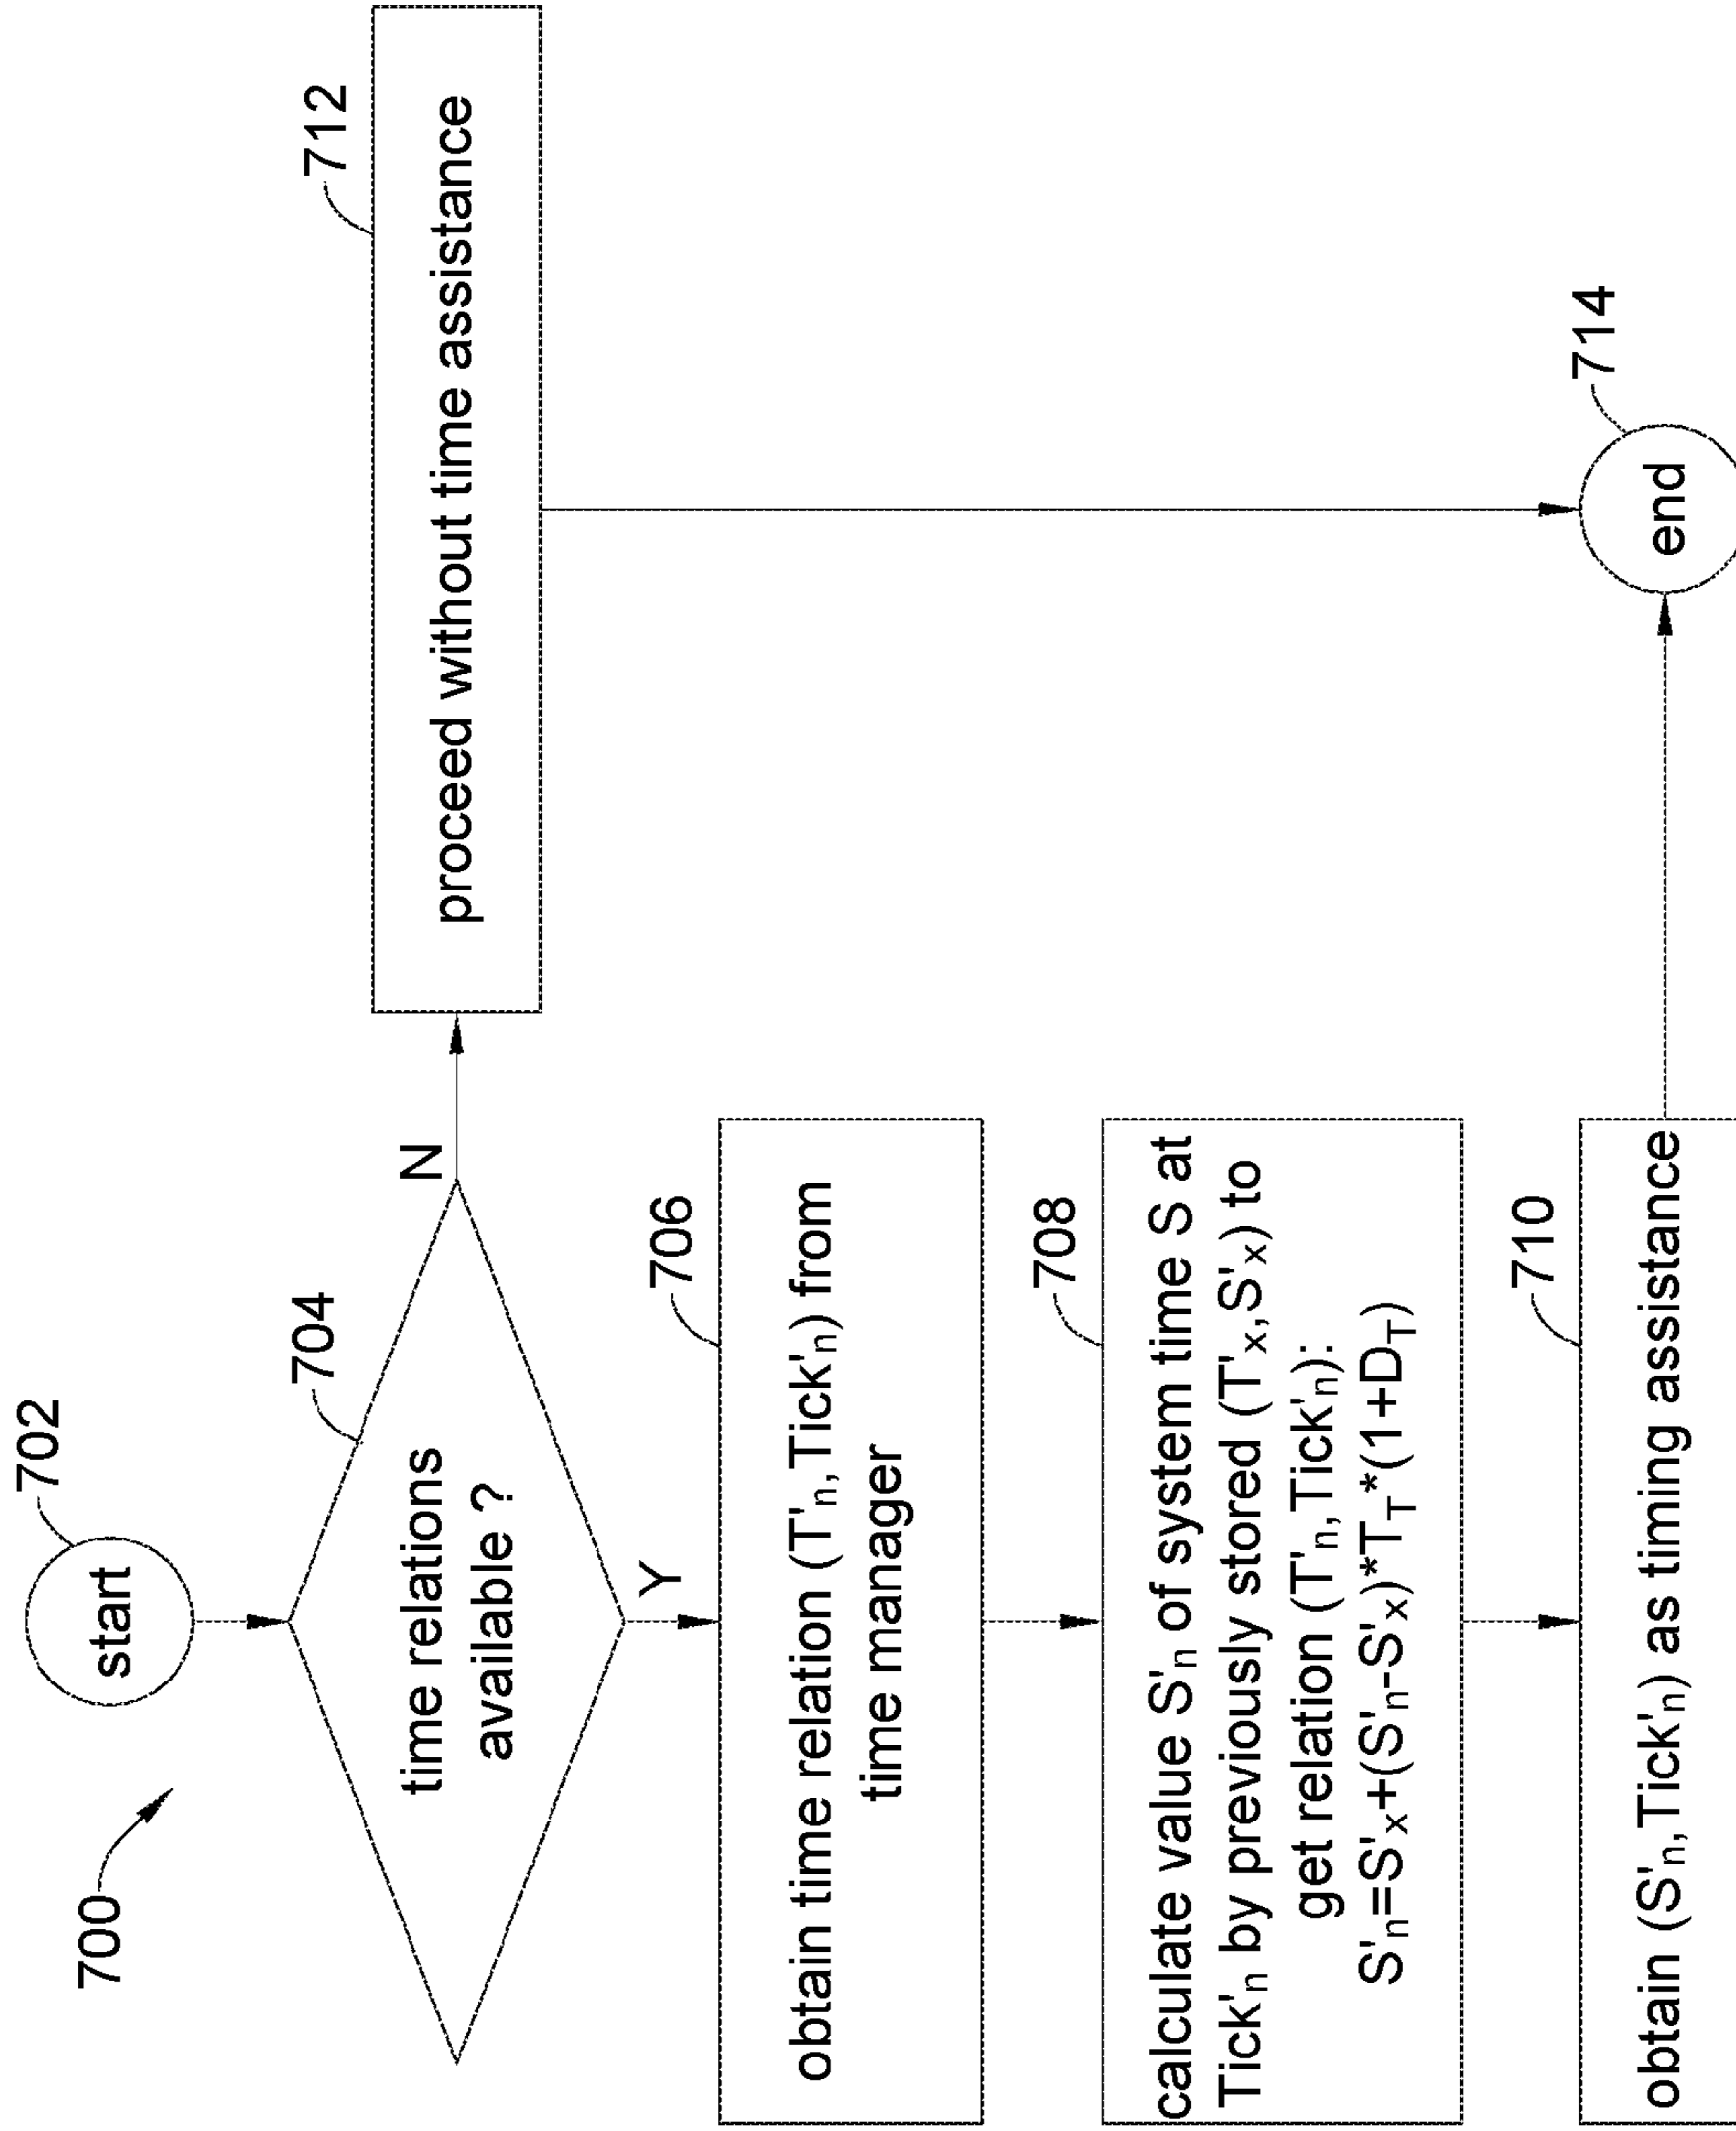 700
702
start
704
time relations
available ?
N
Y
712
proceed without time assistance
706
obtain time relation (T'ₙ,Tick'ₙ) from
time manager
708
calculate value S'ₙ of system time S at
Tick'ₙ by previously stored (T'ₓ,S'ₓ) to
get relation (T'ₙ,Tick'ₙ):
S'ₙ=S'ₓ+(S'ₙ-S'ₓ)*T_T*(1+D_T)
710
obtain (S'ₙ,Tick'ₙ) as timing assistance
714
end